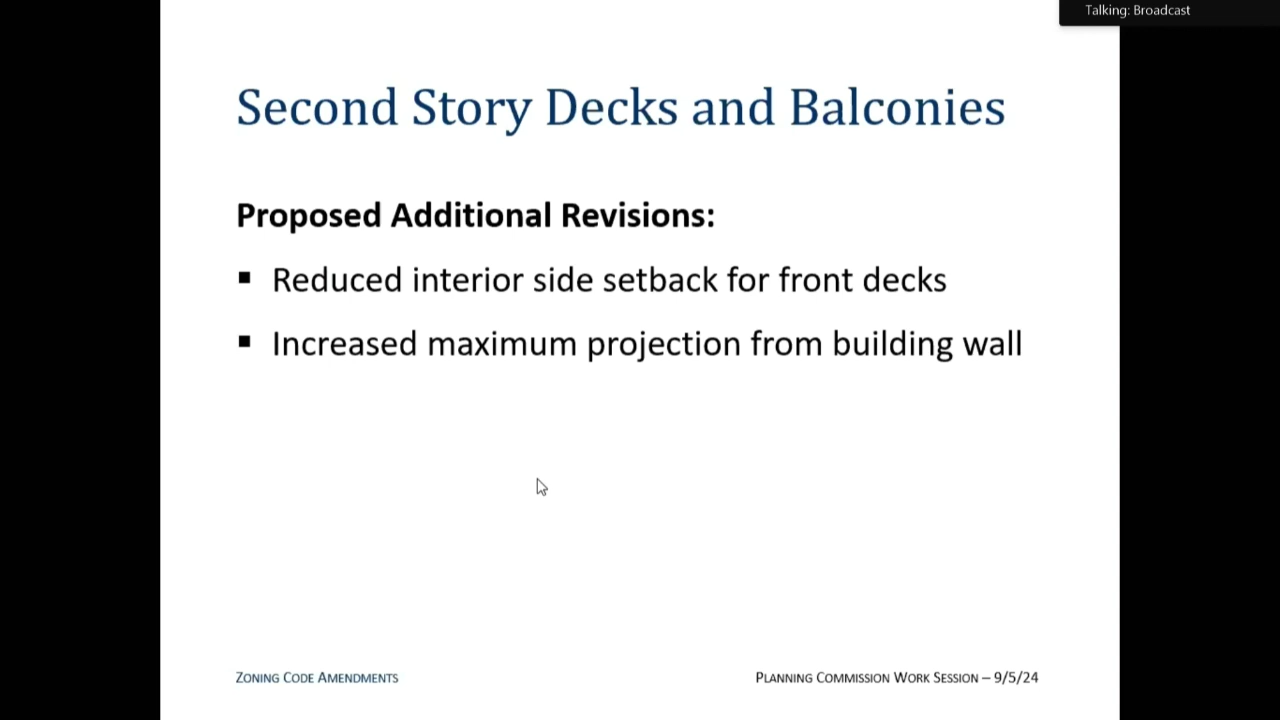 Talking: Broadcast
Second Story Decks and Balconies
Proposed Additional Revisions:
▪ Reduced interior side setback for front decks
▪ Increased maximum projection from building wall
Zoning Code Amendments
Planning Commission Work Session – 9/5/24